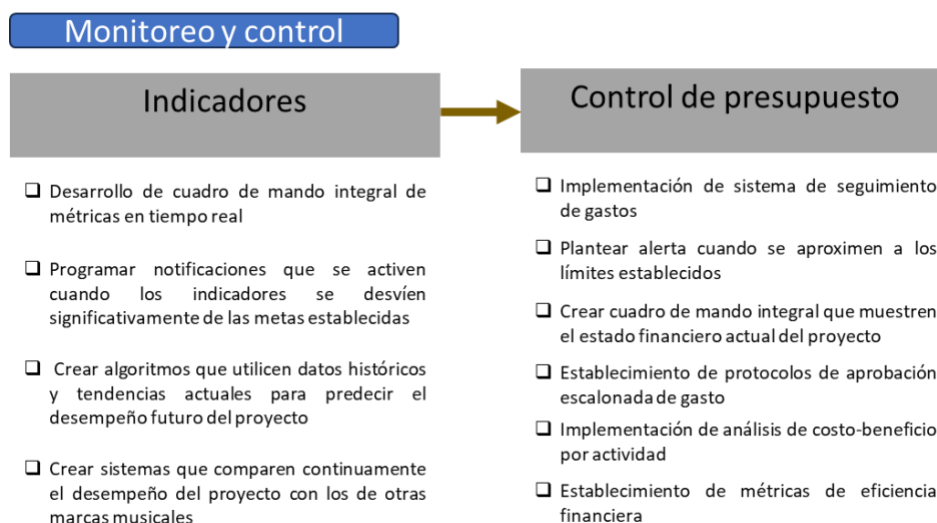 Monitoreo y control
Indicadores
❑ Desarrollo de cuadro de mando integral de
métricas en tiempo real
❑ Programar notificaciones que se activen
cuando los indicadores se desvíen
significativamente de las metas establecidas
❑ Crear algoritmos que utilicen datos históricos
y tendencias actuales para predecir el
desempeño futuro del proyecto
❑ Crear sistemas que comparen continuamente
el desempeño del proyecto con los de otras
marcas musicales
Control de presupuesto
❑ Implementación de sistema de seguimiento
de gastos
❑ Plantear alerta cuando se aproximen a los
límites establecidos
❑ Crear cuadro de mando integral que muestren
el estado financiero actual del proyecto
❑ Establecimiento de protocolos de aprobación
escalonada de gasto
❑ Implementación de análisis de costo-beneficio
por actividad
❑ Establecimiento de métricas de eficiencia
financiera